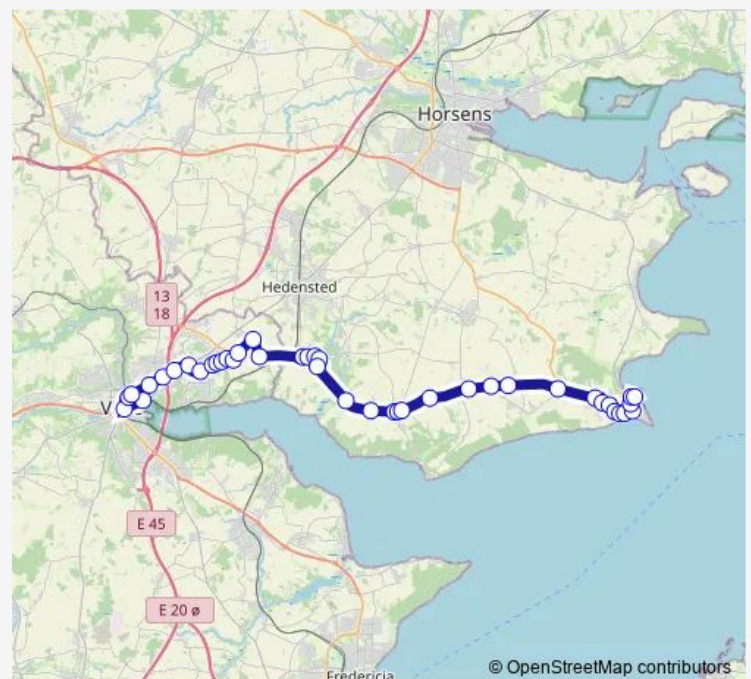 Horsens
Hedensted
13
18
E 45
E 20 ø
Fredericia
© OpenStreetMap contributors